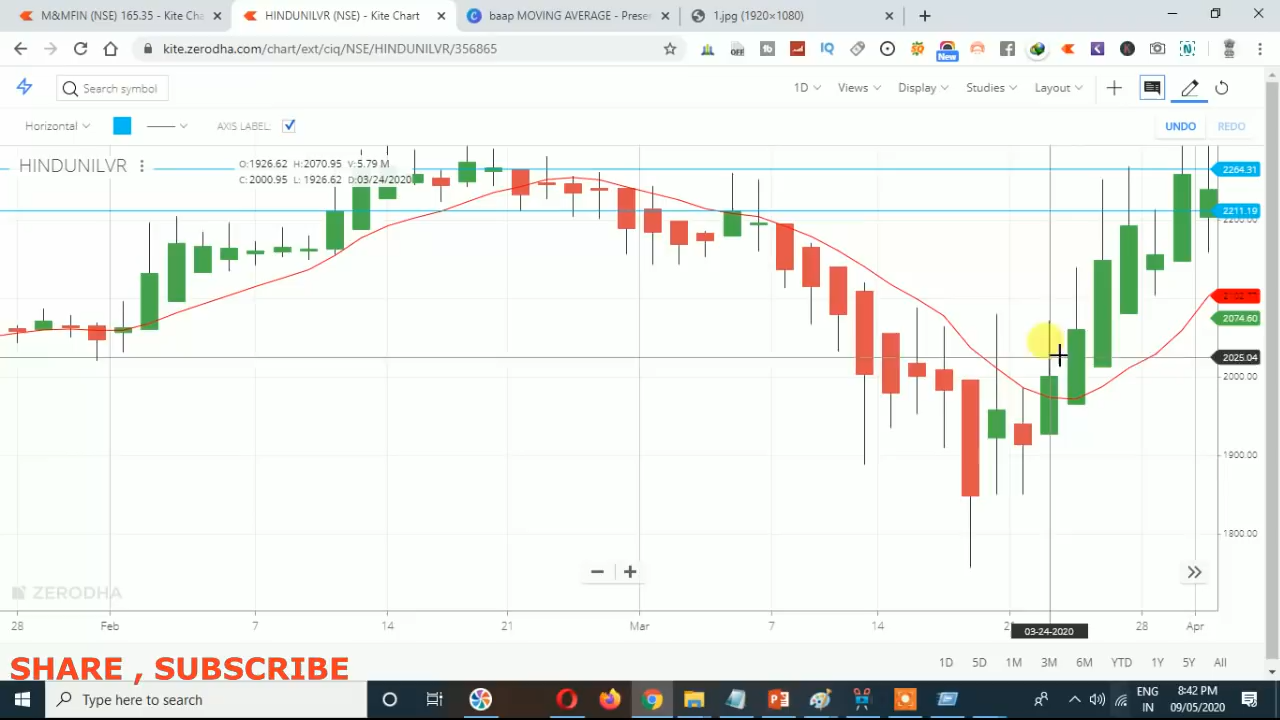 M&MFIN (NSE) 165.35 - Kite Cha
HINDUNILVR (NSE) - Kite Chart
baap MOVING AVERAGE - Prese
1.jpg (1920×1080)
kite.zerodha.com/chart/ext/ciq/NSE/HINDUNILVR/356865
OFF
IQ
New
Search symbol
1D
Views
Display
Studies
Layout
Horizontal
AXIS LABEL:
UNDO
REDO
HINDUNILVR
O:1926.62 H:2070.95 V:5.79 M
C:2000.95 L: 1926.62 D:03/24/2020
2264.31
2211.19
2200.00
2074.60
2025.04
2000.00
1900.00
1800.00
ZERODHA
28 Feb 7 14 21 Mar 7 14 28 Apr
03-24-2020
1D 5D 1M 3M 6M YTD 1Y 5Y All
SHARE , SUBSCRIBE
Type here to search
ENG
IN
8:42 PM
09/05/2020